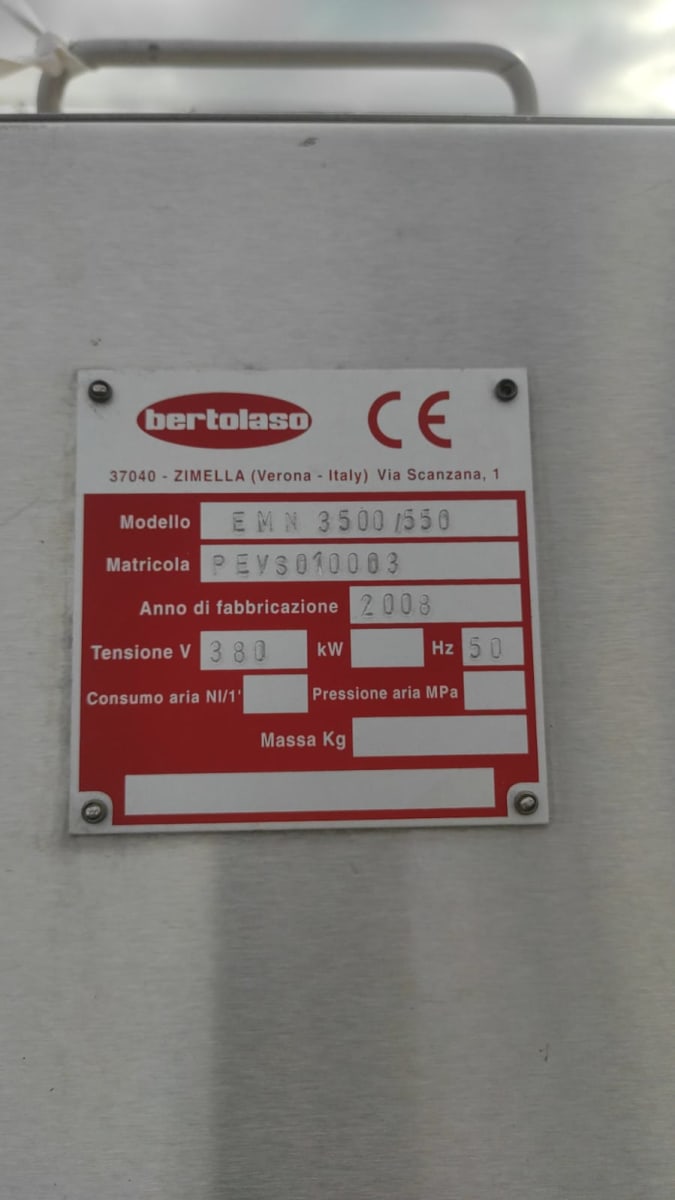 bertolaso CE
37040 - ZIMELLA (Verona - Italy) Via Scanzana, 1
Modello EMN 3500/550
Matricola PEVS010003
Anno di fabbricazione 2008
Tensione V 380 kW Hz 50
Consumo aria Nl/1' Pressione aria MPa
Massa Kg